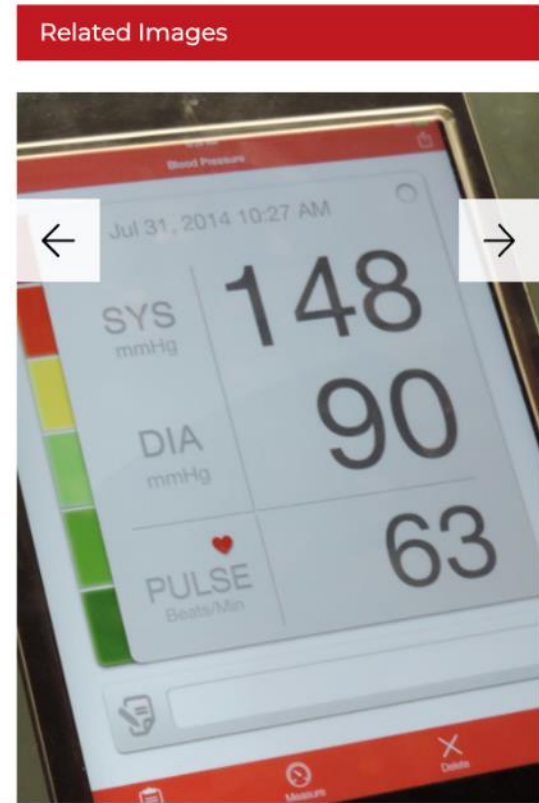 Related Images
Blood Pressure
Jul 31, 2014 10:27 AM
SYS 148
mmHg
DIA 90
mmHg
PULSE 63
Beats/Min
Measure
Delete